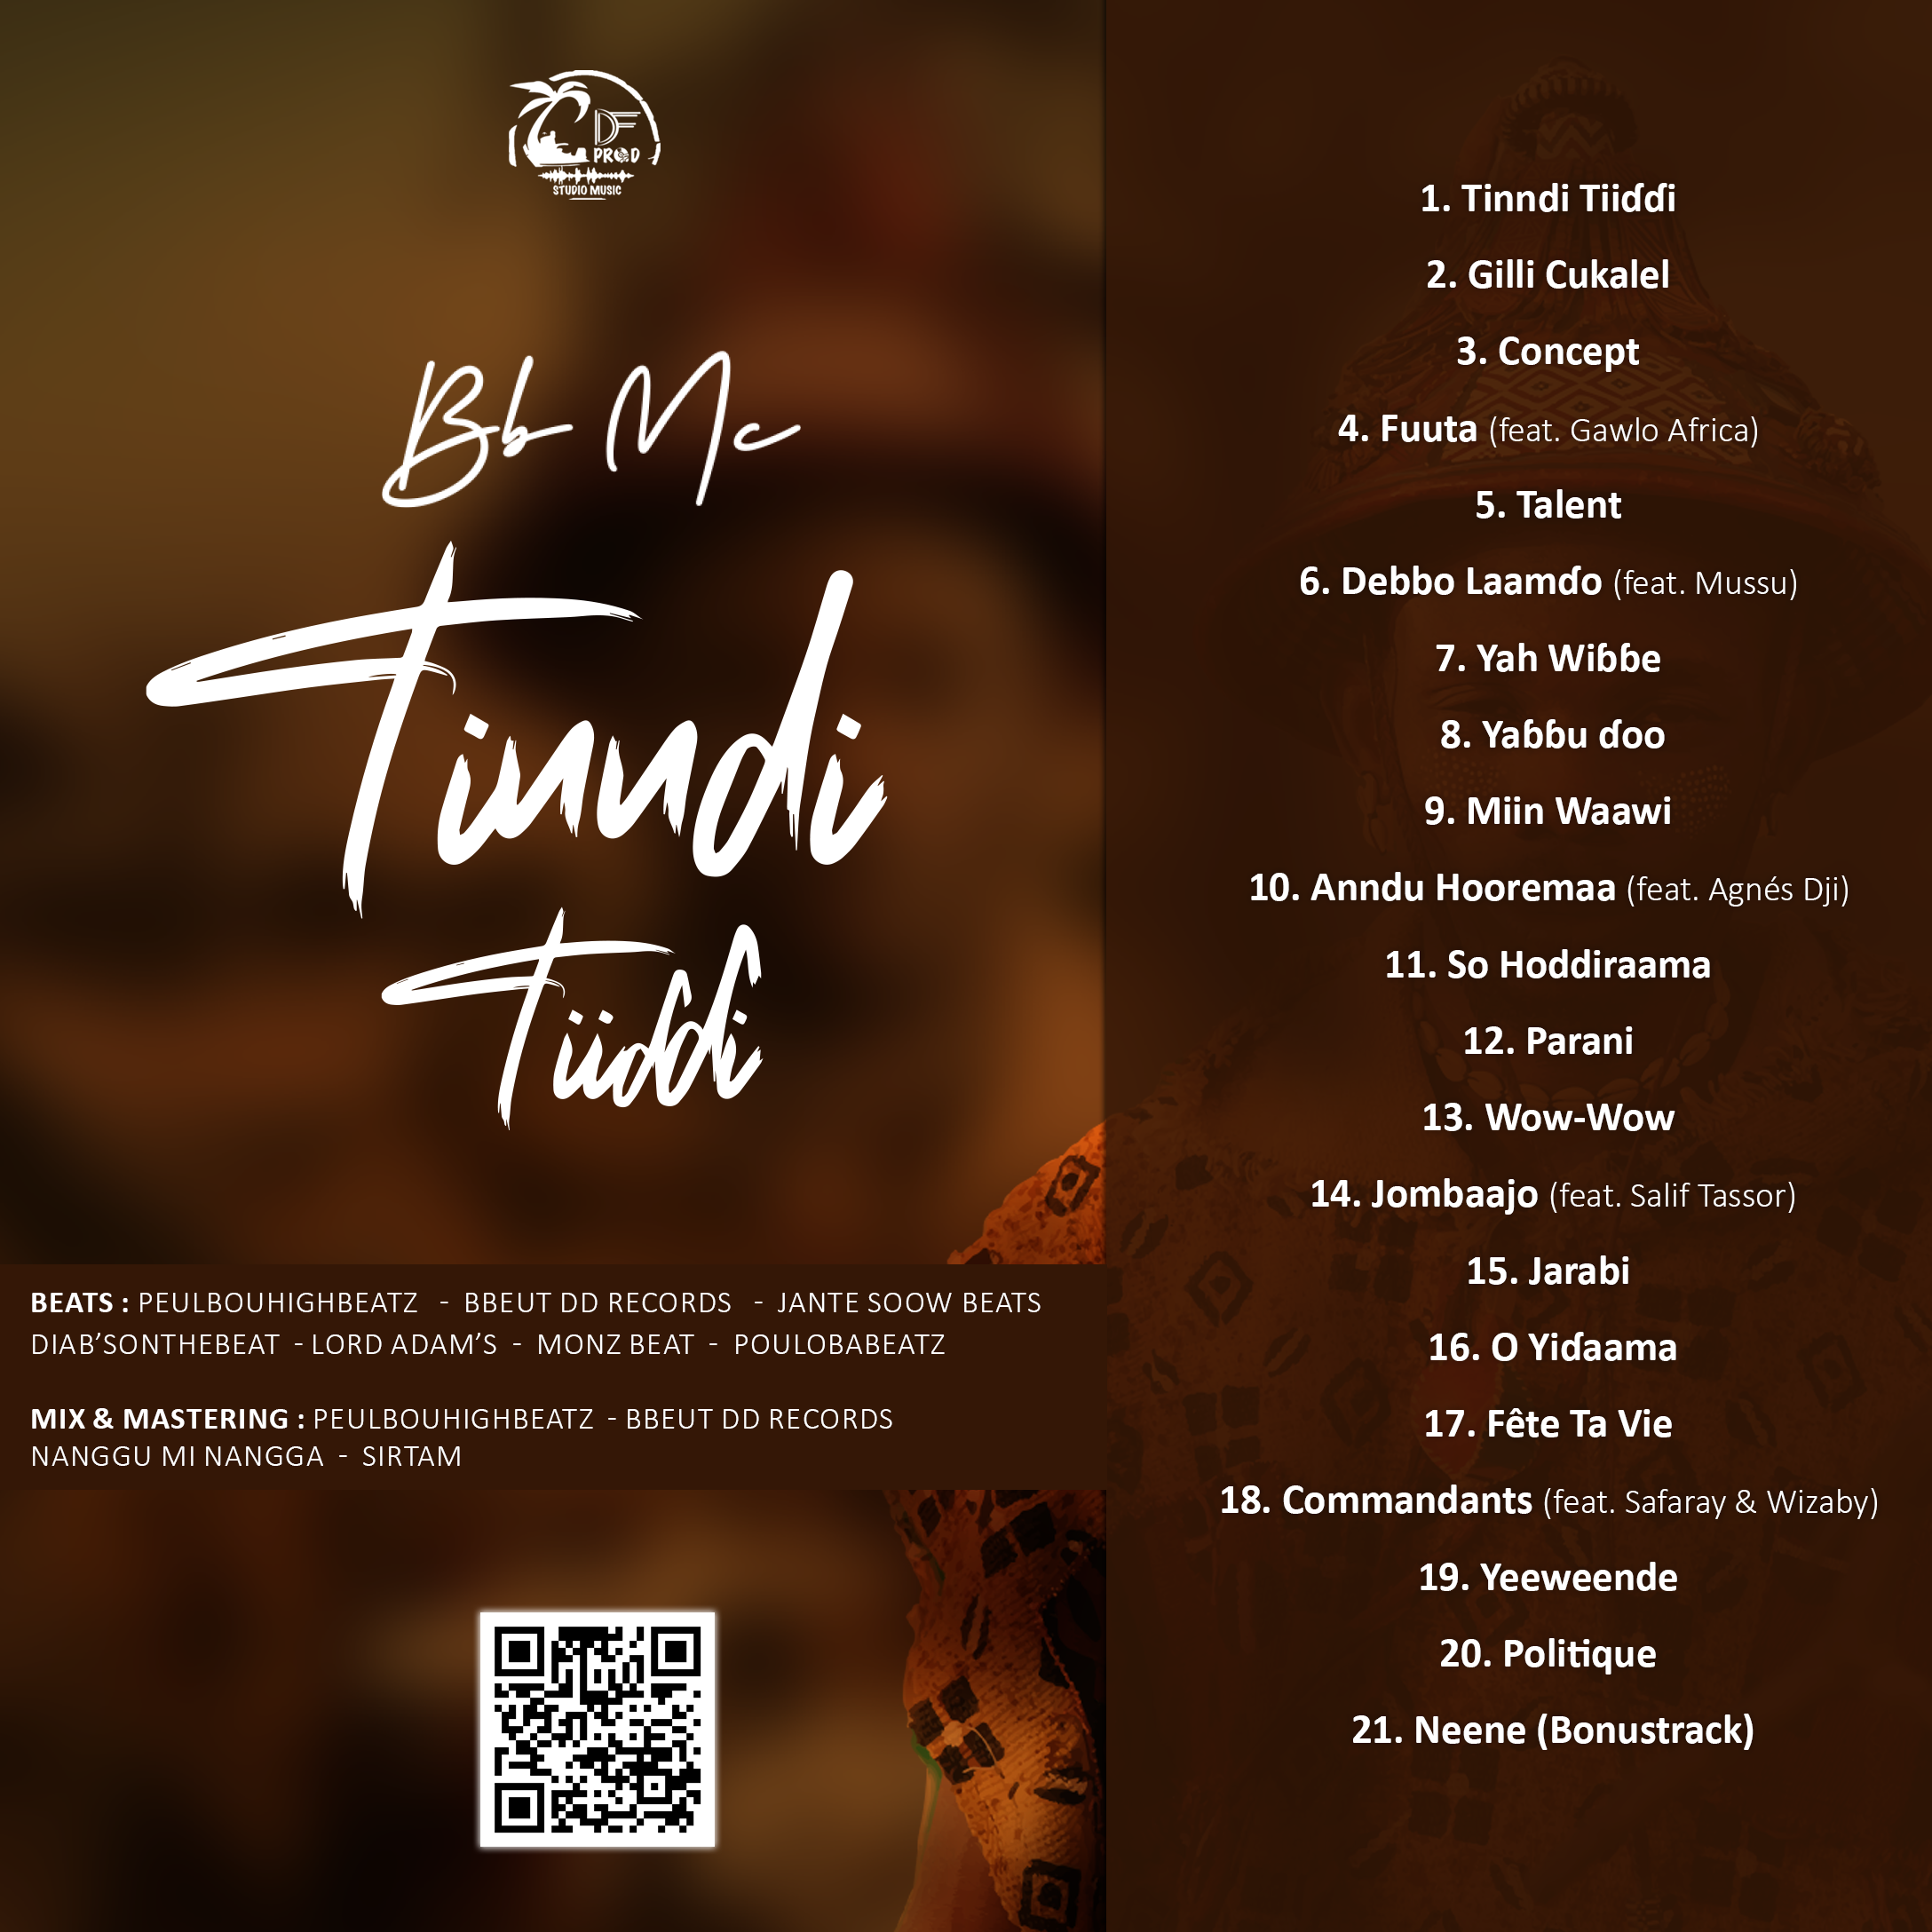 DF
PROD
STUDIO MUSIC
Bb Mc
Tinndi
Tiiɗɗi
BEATS : PEULBOUHIGHBEATZ - BBEUT DD RECORDS - JANTE SOOW BEATS
DIAB’SONTHEBEAT - LORD ADAM’S - MONZ BEAT - POULOBABEATZ
MIX & MASTERING : PEULBOUHIGHBEATZ - BBEUT DD RECORDS
NANGGU MI NANGGA - SIRTAM
1. Tinndi Tiiɗɗi
2. Gilli Cukalel
3. Concept
4. Fuuta (feat. Gawlo Africa)
5. Talent
6. Debbo Laamɗo (feat. Mussu)
7. Yah Wiɓɓe
8. Yaɓɓu ɗoo
9. Miin Waawi
10. Anndu Hooremaa (feat. Agnés Dji)
11. So Hoddiraama
12. Parani
13. Wow-Wow
14. Jombaajo (feat. Salif Tassor)
15. Jarabi
16. O Yiɗaama
17. Fête Ta Vie
18. Commandants (feat. Safaray & Wizaby)
19. Yeeweende
20. Politique
21. Neene (Bonustrack)